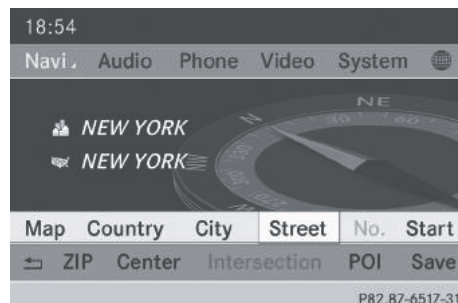 18:54
Navi Audio Phone Video System
NE
NEW YORK
NEW YORK
Map Country City Street No. Start
ZIP Center Intersection POI Save
P82.87-6517-31